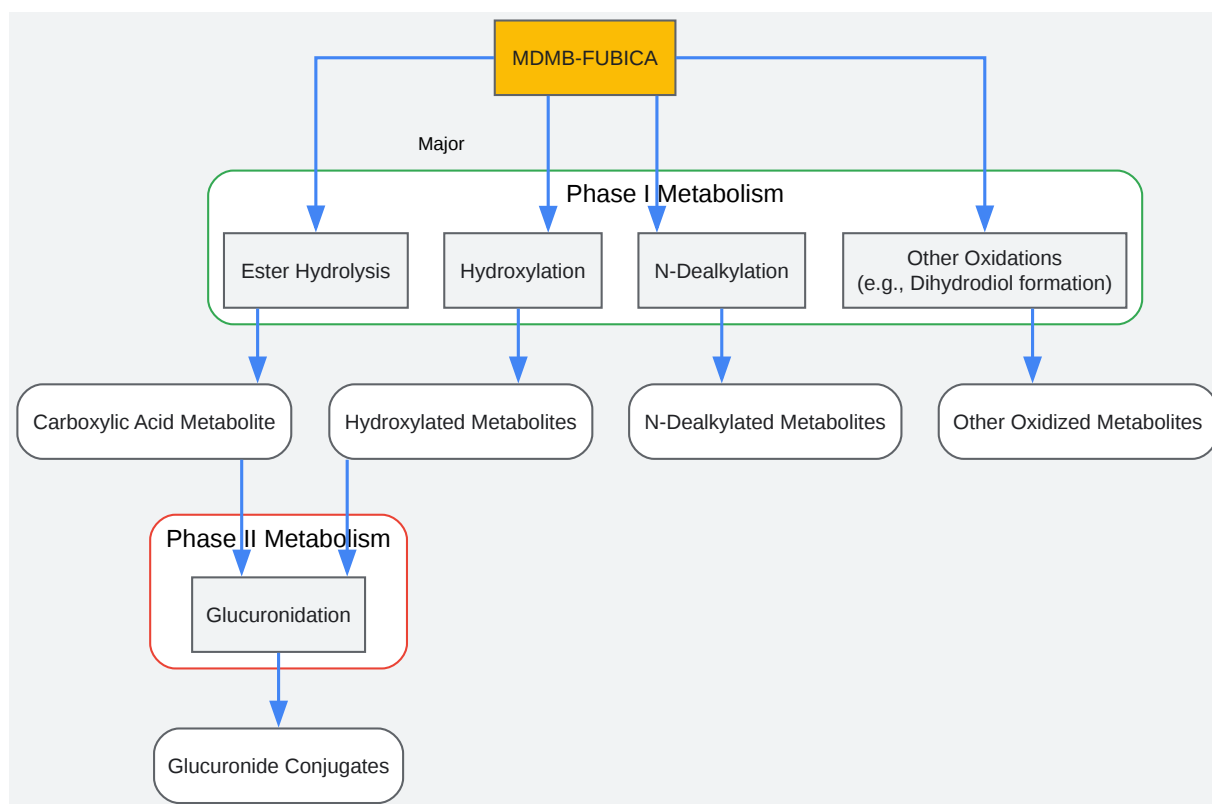 MDMB-FUBICA
Major
Phase I Metabolism
Ester Hydrolysis
Hydroxylation
N-Dealkylation
Other Oxidations
(e.g., Dihydrodiol formation)
Carboxylic Acid Metabolite
Hydroxylated Metabolites
N-Dealkylated Metabolites
Other Oxidized Metabolites
Phase II Metabolism
Glucuronidation
Glucuronide Conjugates